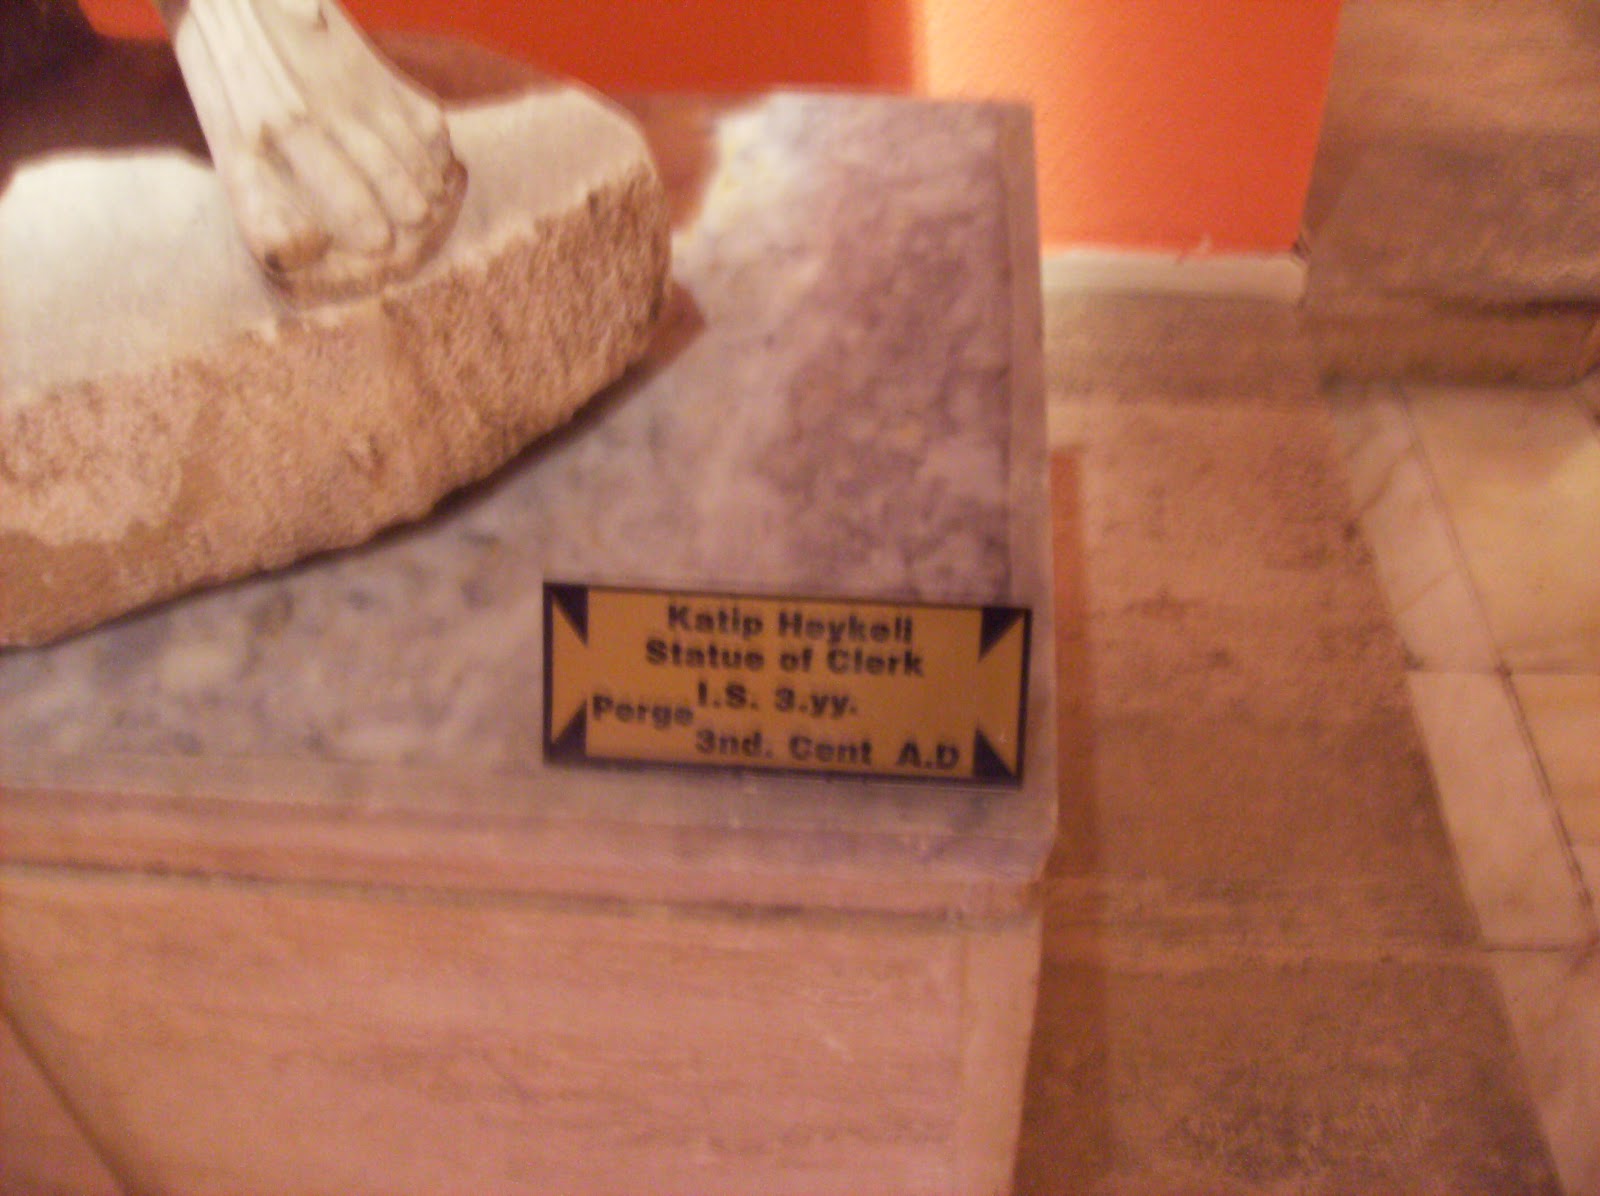 Katip Heykeli
Statue of Clerk
I.S. 3.yy.
Perge
3nd. Cent A.D